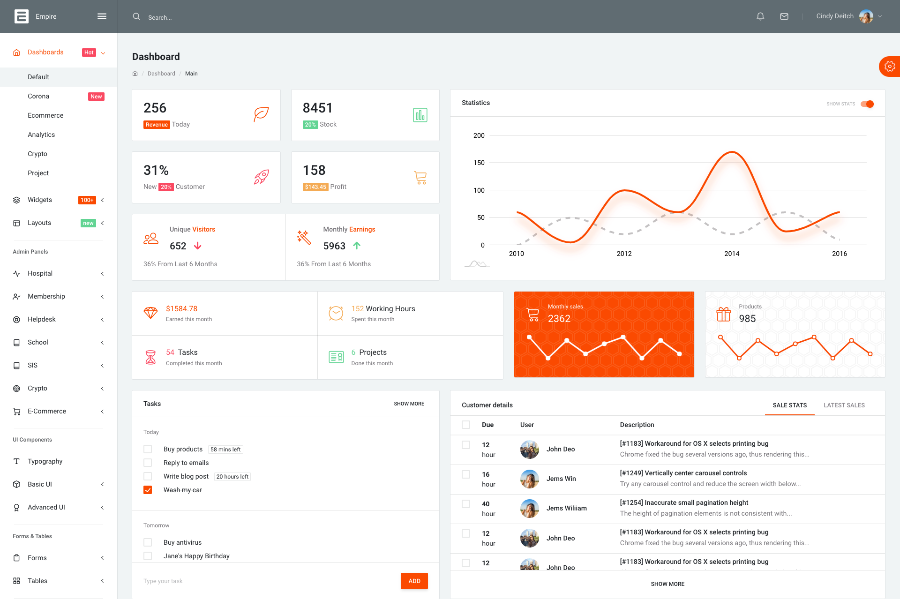 Empire
Search...
Cindy Deitch
Dashboards Hot
Default
Corona New
Ecommerce
Analytics
Crypto
Project
Widgets 100+
Layouts new
Admin Panels
Hospital
Membership
Helpdesk
School
SIS
Crypto
E-Commerce
UI Components
Typography
Basic UI
Advanced UI
Forms & Tables
Forms
Tables
Dashboard
Dashboard / Main
256
Revenue Today
8451
20% Stock
31%
New 20% Customer
158
$143.45 Profit
Unique Visitors
652
36% From Last 6 Months
Monthly Earnings
5963
36% From Last 6 Months
Statistics
SHOW STATS
200
150
100
50
0
2010 2012 2014 2016
$1584.78
Earned this month
152 Working Hours
Spent this month
54 Tasks
Completed this month
6 Projects
Done this month
Monthly sales
2362
Products
985
Tasks
SHOW MORE
Today
Buy products 58 mins left
Reply to emails
Write blog post 20 hours left
Wash my car
Tomorrow
Buy antivirus
Jane's Happy Birthday
Type your task
ADD
Customer details
SALE STATS LATEST SALES
Due User Description
12 hour John Deo [#1183] Workaround for OS X selects printing bug
Chrome fixed the bug several versions ago, thus rendering this...
16 hour Jems Win [#1249] Vertically center carousel controls
Try any carousel control and reduce the screen width below...
40 hour Jems Wiliiam [#1254] Inaccurate small pagination height
The height of pagination elements is not consistent with...
12 hour John Deo [#1183] Workaround for OS X selects printing bug
Chrome fixed the bug several versions ago, thus rendering this...
12 John Deo [#1183] Workaround for OS X selects printing bug
SHOW MORE